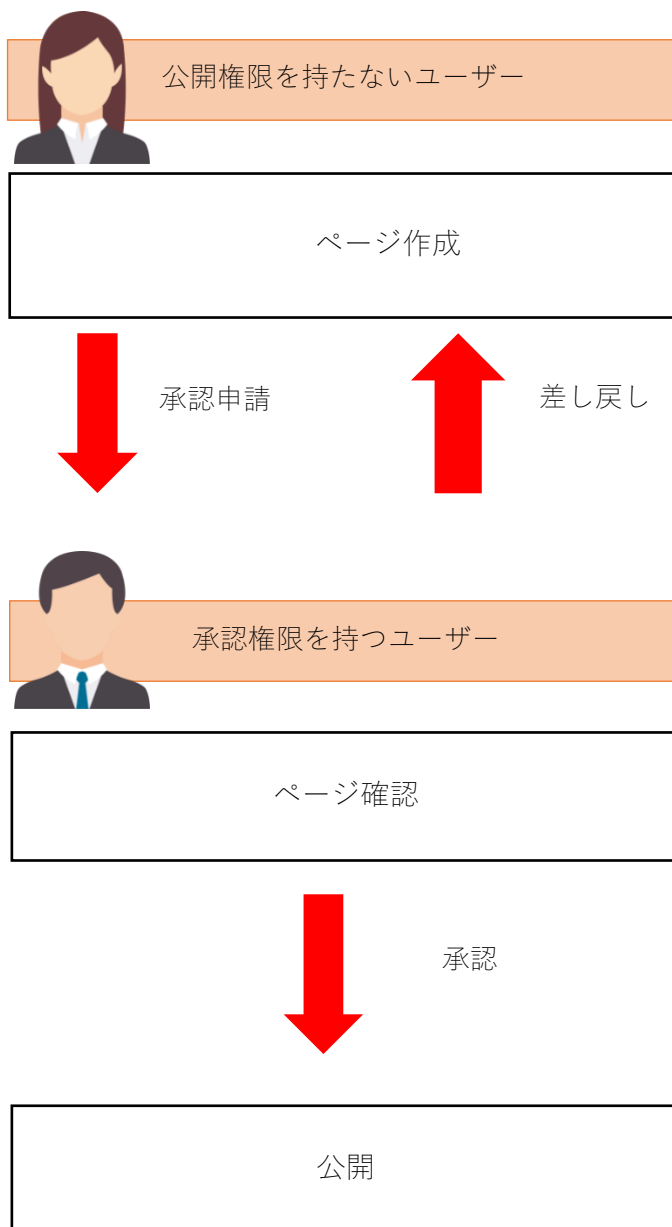 公開権限を持たないユーザー
ページ作成
承認申請
差し戻し
承認権限を持つユーザー
ページ確認
承認
公開